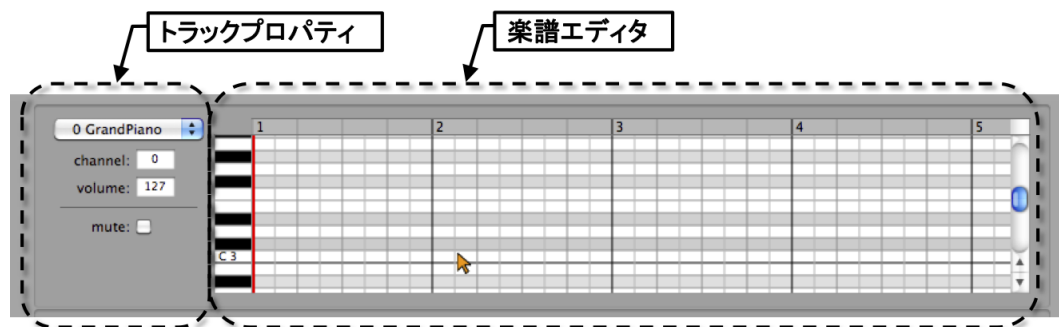 トラックプロパティ
楽譜エディタ
0 GrandPiano
channel: 0
volume: 127
mute:
1 2 3 4 5
C 3